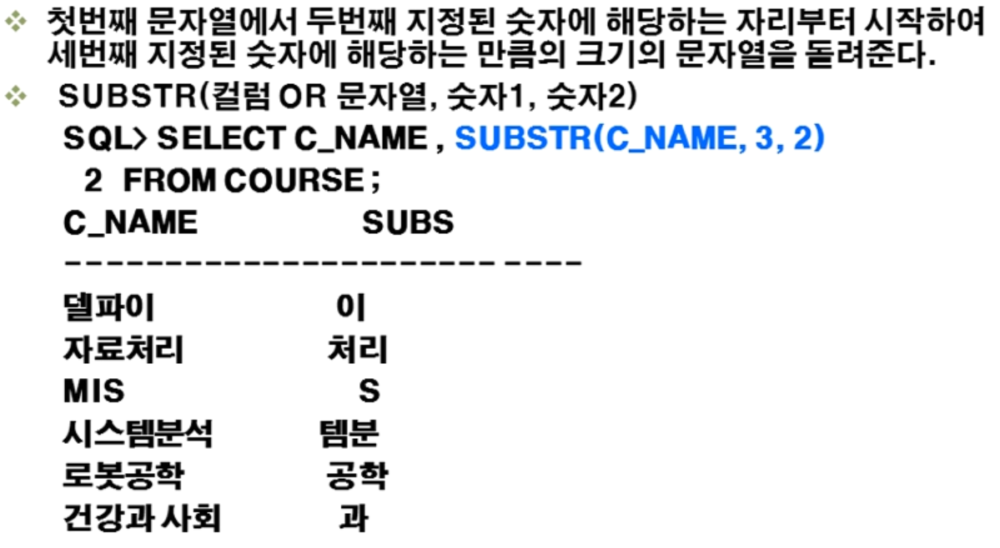 ❖ 첫번째 문자열에서 두번째 지정된 숫자에 해당하는 자리부터 시작하여
세번째 지정된 숫자에 해당하는 만큼의 크기의 문자열을 돌려준다.
❖ SUBSTR(컬럼 OR 문자열, 숫자1, 숫자2)
SQL> SELECT C_NAME , SUBSTR(C_NAME, 3, 2)
2 FROM COURSE ;
C_NAME SUBS
----------------------- ----
델파이 이
자료처리 처리
MIS S
시스템분석 템분
로봇공학 공학
건강과 사회 과